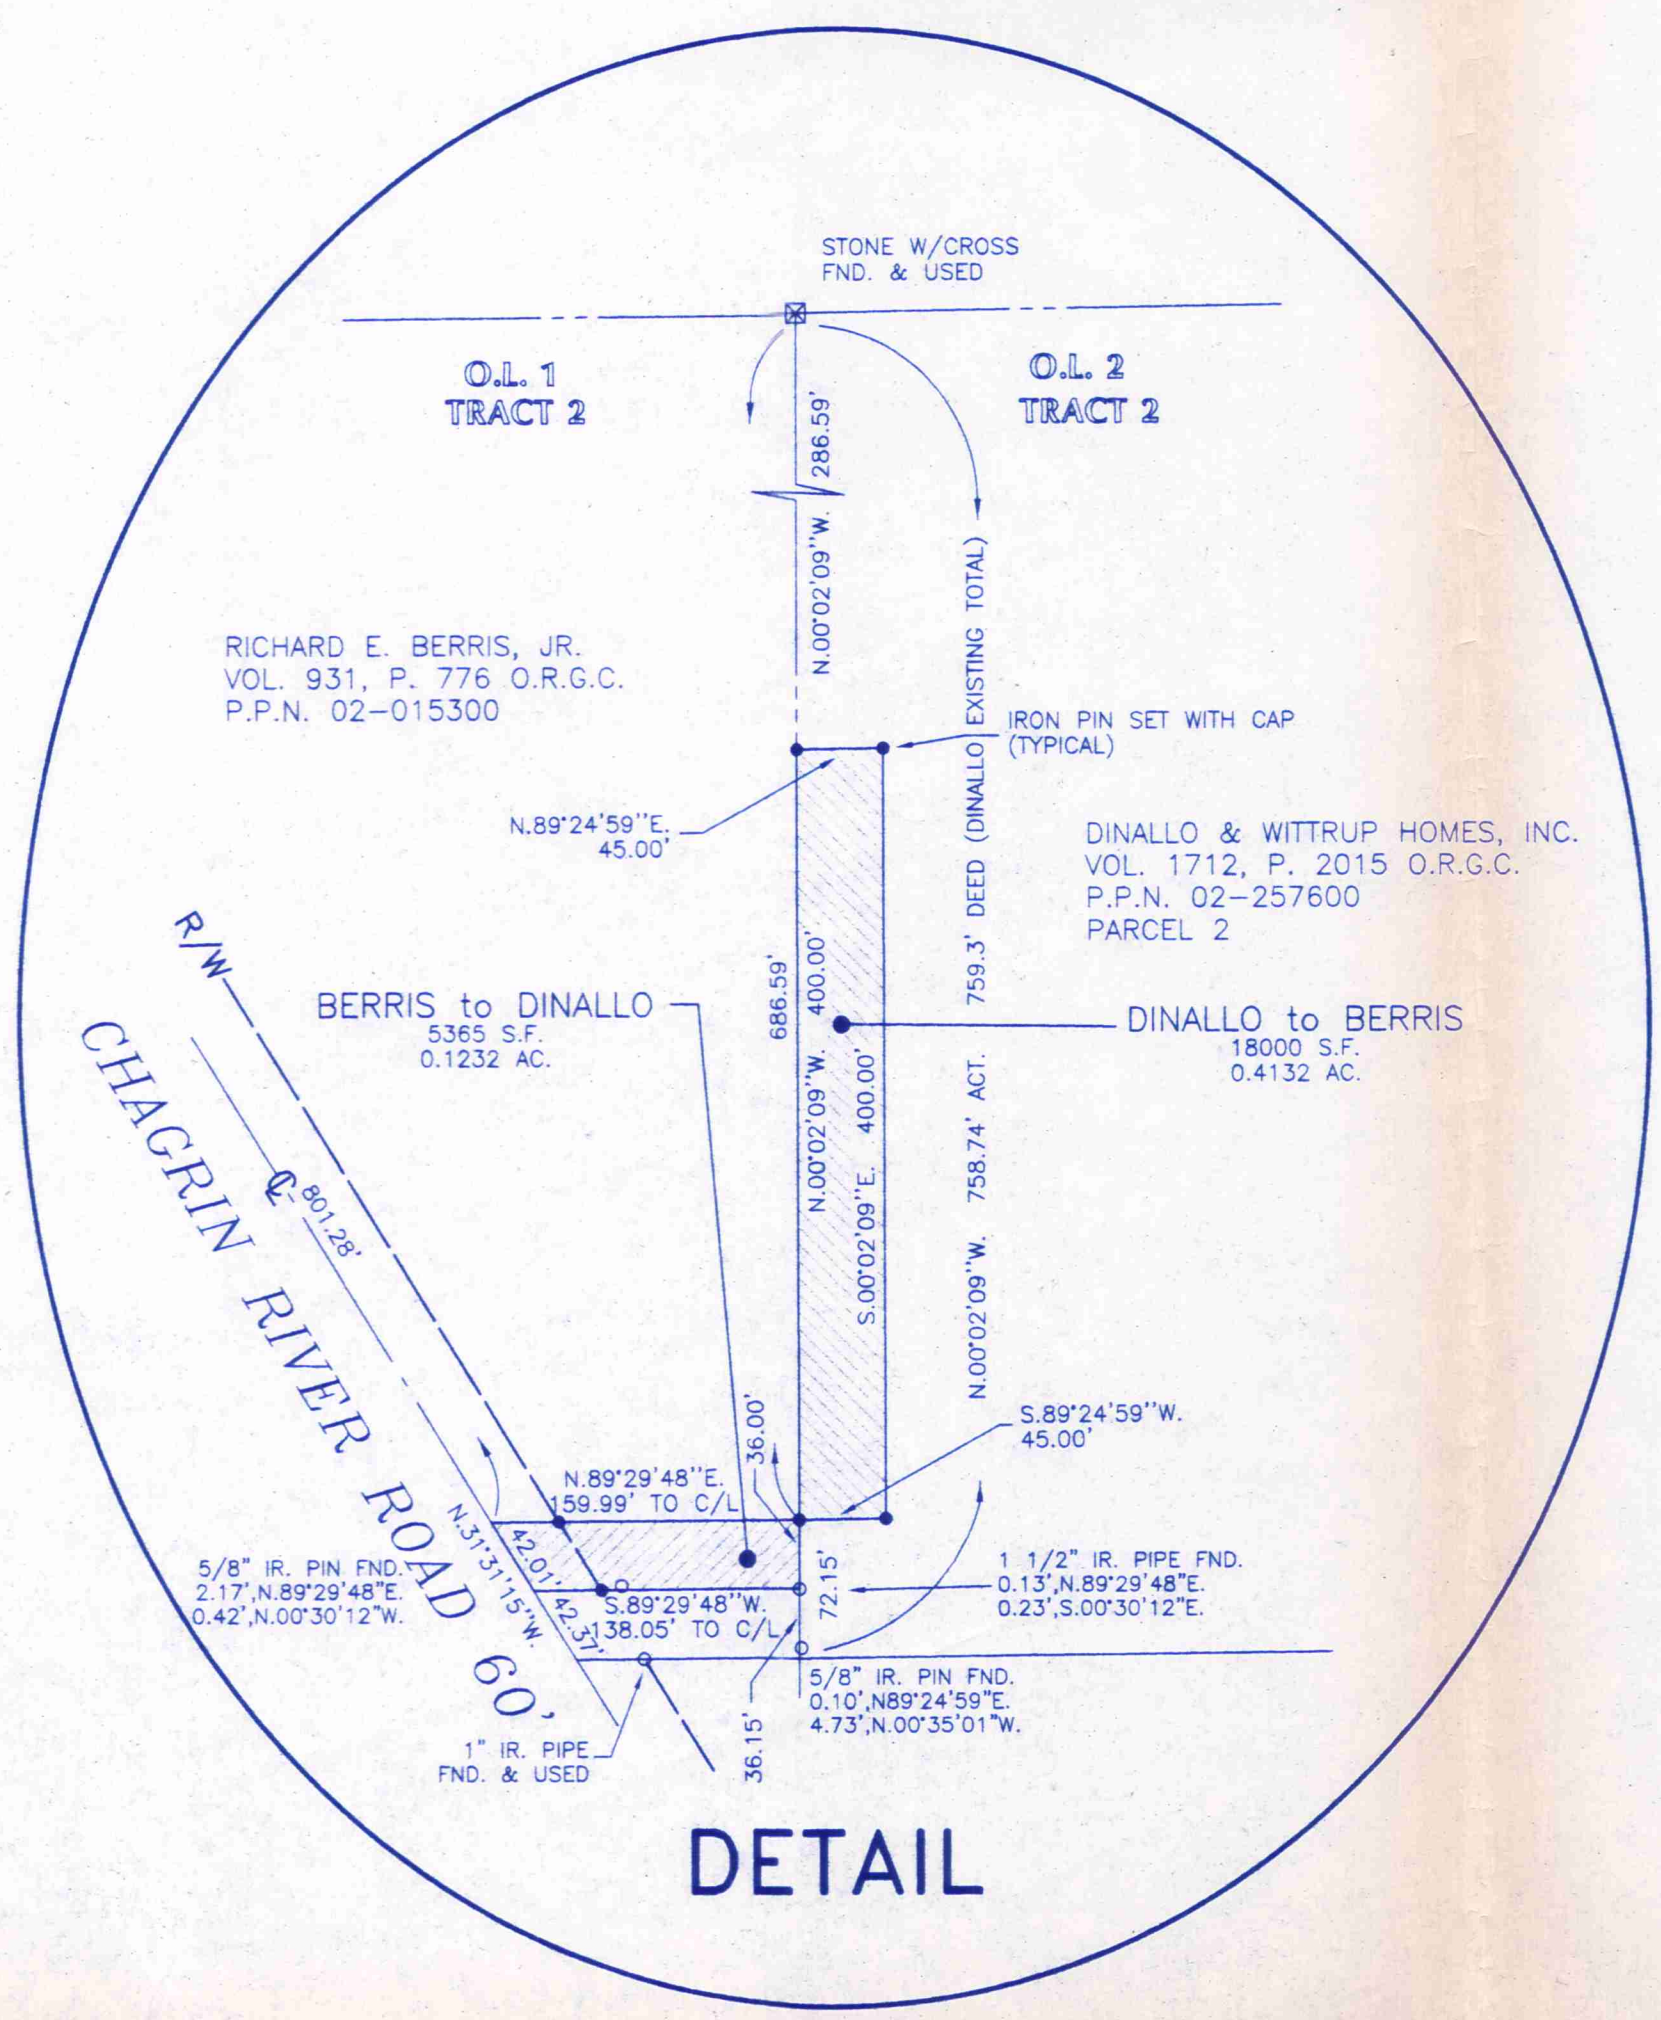 STONE W/CROSS
FND. & USED
O.L. 1
TRACT 2
O.L. 2
TRACT 2
N.00°02'09"W. 286.59'
RICHARD E. BERRIS, JR.
VOL. 931, P. 776 O.R.G.C.
P.P.N. 02-015300
IRON PIN SET WITH CAP
(TYPICAL)
N.89°24'59"E.
45.00'
DINALLO & WITTRUP HOMES, INC.
VOL. 1712, P. 2015 O.R.G.C.
P.P.N. 02-257600
PARCEL 2
N.00°02'09"W. 758.74' ACT. 759.3' DEED (DINALLO EXISTING TOTAL)
R/W
BERRIS to DINALLO
5365 S.F.
0.1232 AC.
686.59'
N.00°02'09"W. 400.00'
S.00°02'09"E. 400.00'
DINALLO to BERRIS
18000 S.F.
0.4132 AC.
CHAGRIN RIVER ROAD 60'
℄ 801.28'
36.00'
S.89°24'59"W.
45.00'
N.89°29'48"E.
159.99' TO C/L
N.31°31'15"W.
42.01'
42.37'
5/8" IR. PIN FND.
2.17',N.89°29'48"E.
0.42',N.00°30'12"W.
S.89°29'48"W.
138.05' TO C/L
72.15'
1 1/2" IR. PIPE FND.
0.13',N.89°29'48"E.
0.23',S.00°30'12"E.
5/8" IR. PIN FND.
0.10',N89°24'59"E.
4.73',N.00°35'01"W.
36.15'
1" IR. PIPE
FND. & USED
DETAIL